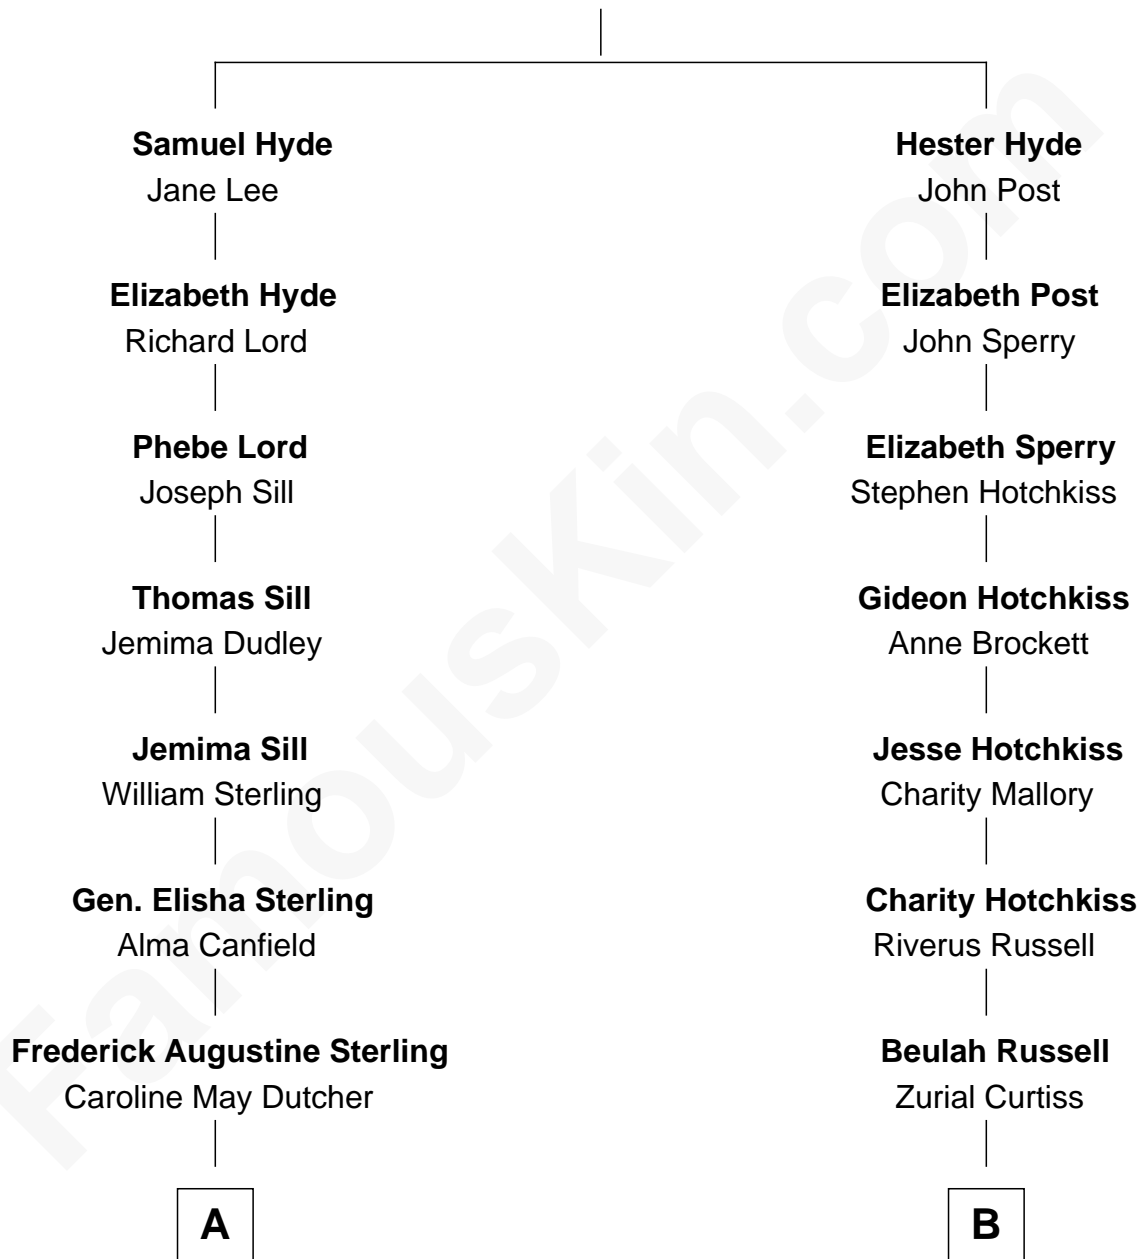 Samuel Hyde
Jane Lee
Elizabeth Hyde
Richard Lord
Phebe Lord
Joseph Sill
Thomas Sill
Jemima Dudley
Jemima Sill
William Sterling
Gen. Elisha Sterling
Alma Canfield
Frederick Augustine Sterling
Caroline May Dutcher
A
Hester Hyde
John Post
Elizabeth Post
John Sperry
Elizabeth Sperry
Stephen Hotchkiss
Gideon Hotchkiss
Anne Brockett
Jesse Hotchkiss
Charity Mallory
Charity Hotchkiss
Riverus Russell
Beulah Russell
Zurial Curtiss
B
FamousKin.com